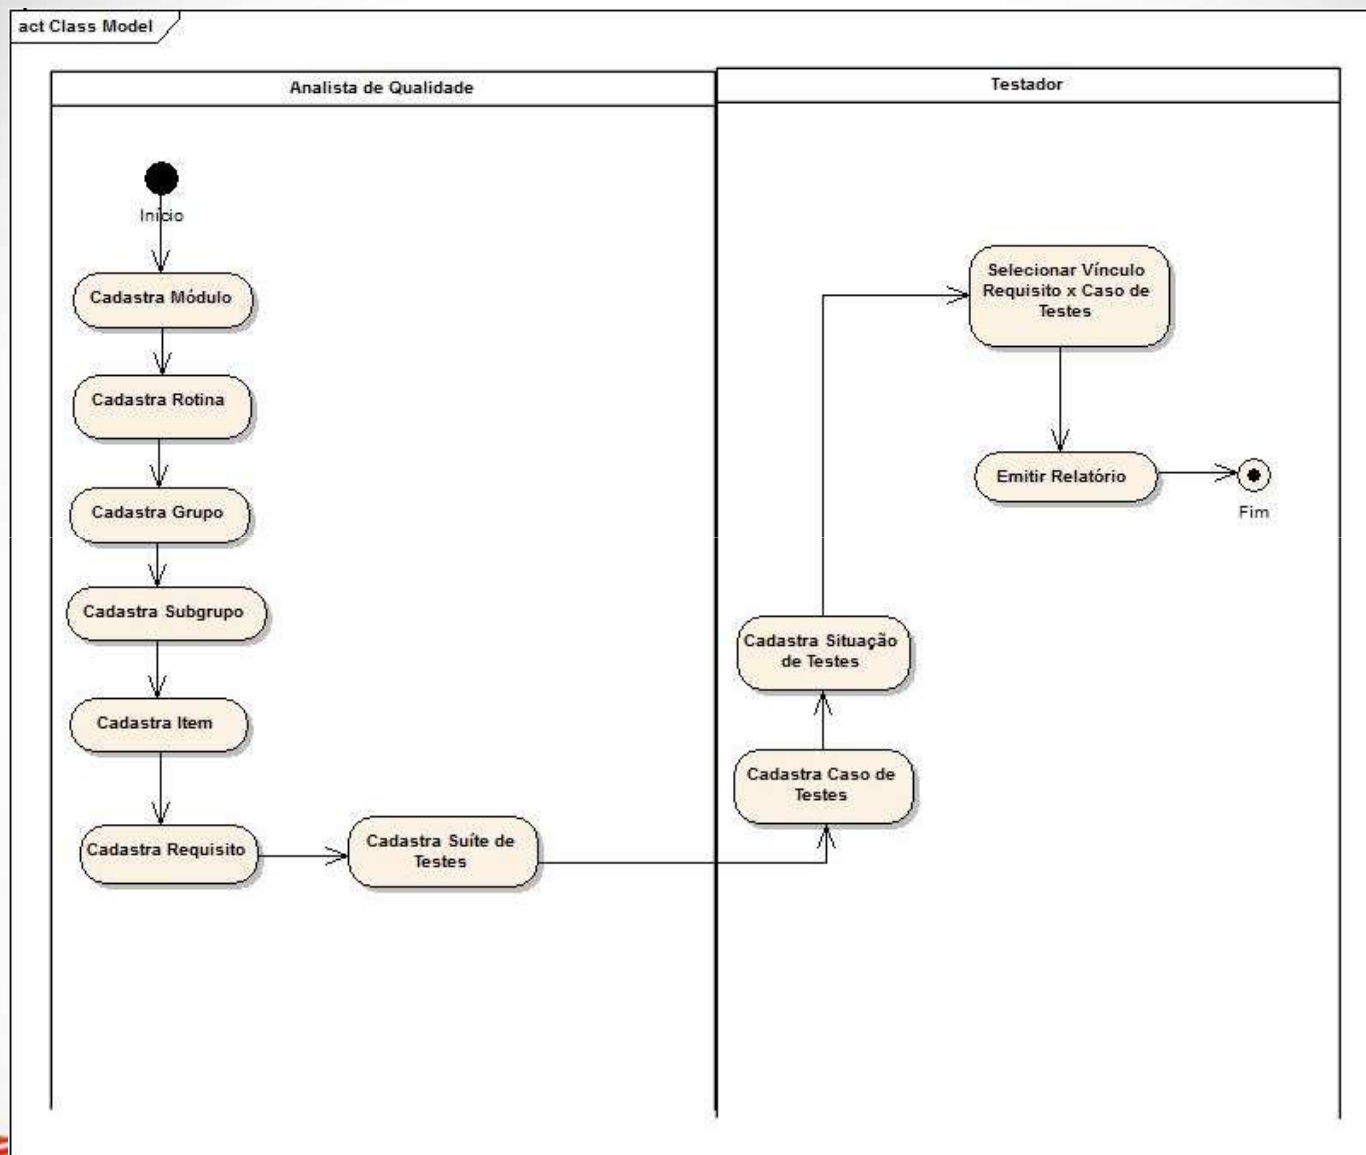 act Class Model
Analista de Qualidade
Testador
Início
Cadastra Módulo
Cadastra Rotina
Cadastra Grupo
Cadastra Subgrupo
Cadastra Item
Cadastra Requisito
Cadastra Suíte de
Testes
Cadastra Caso de
Testes
Cadastra Situação
de Testes
Selecionar Vínculo
Requisito x Caso de
Testes
Emitir Relatório
Fim